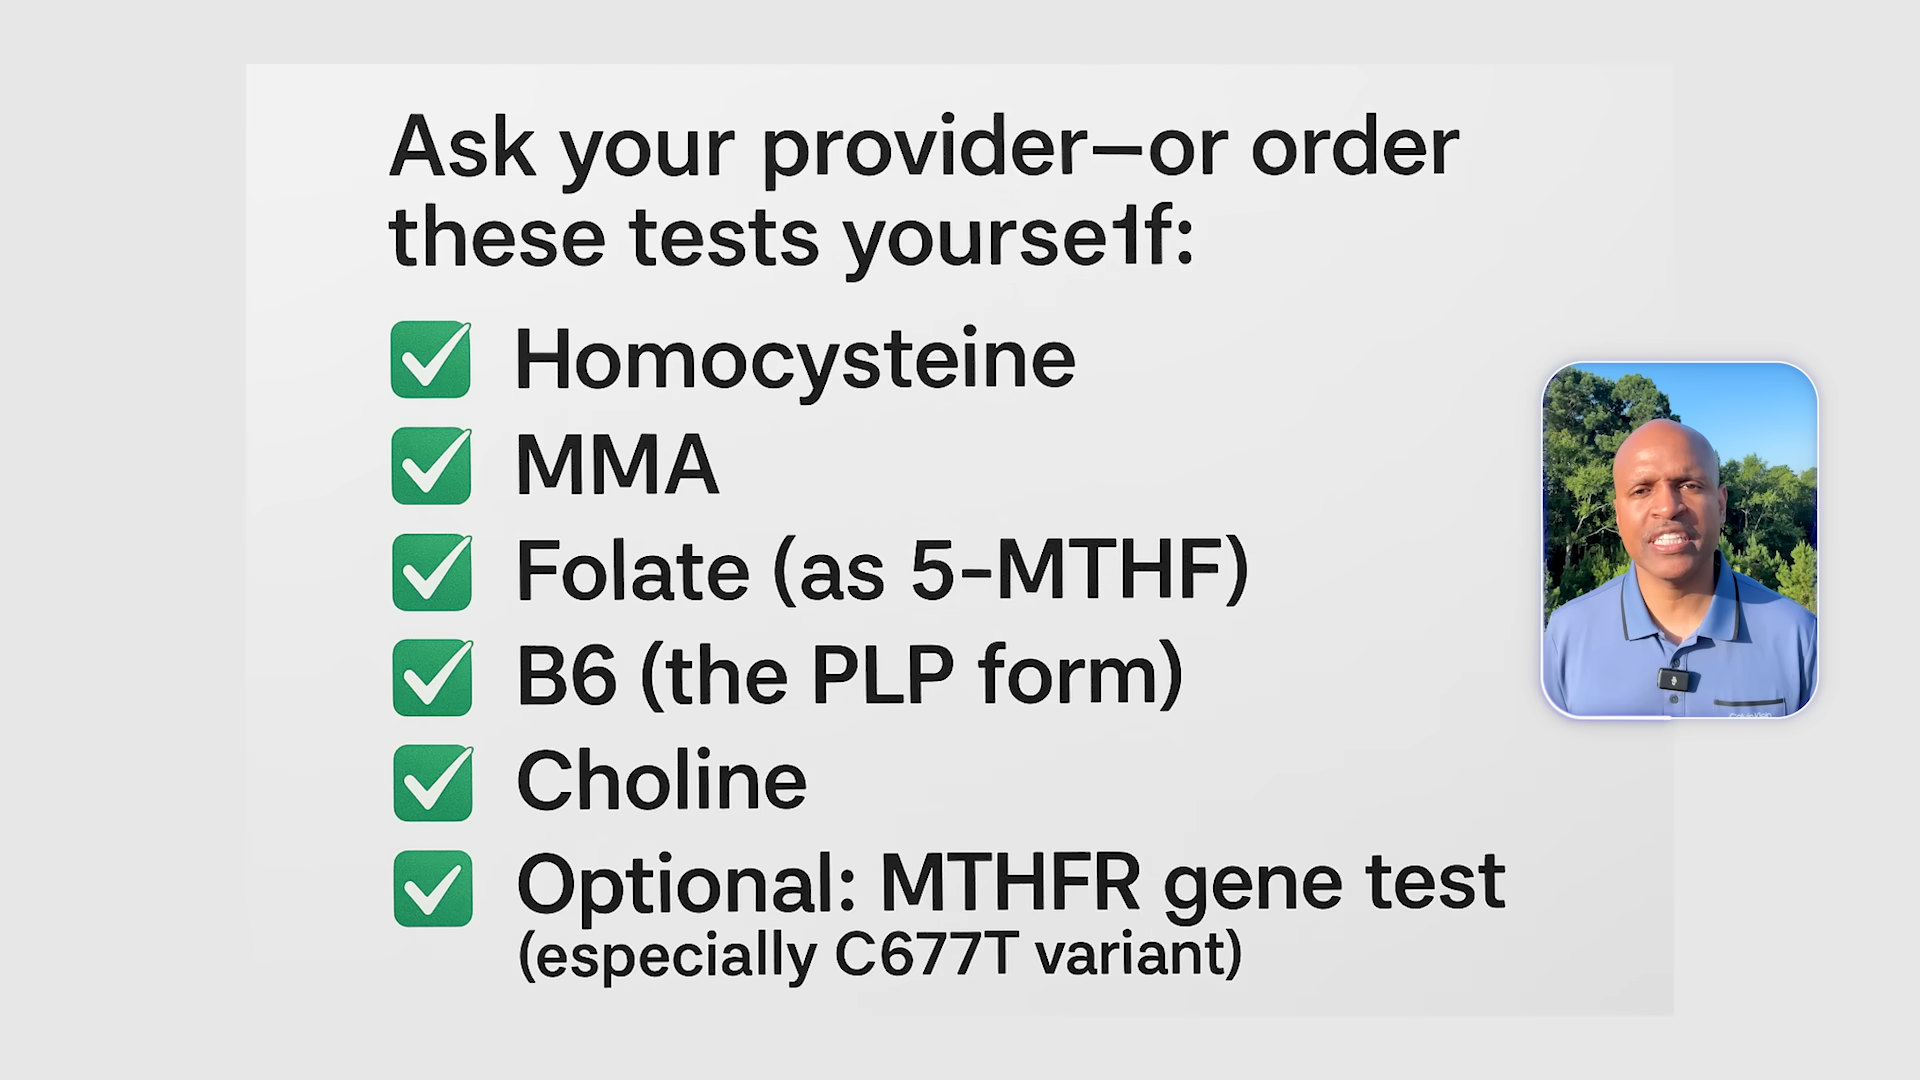 Ask your provider—or order
these tests yourse1f:
Homocysteine
MMA
Folate (as 5-MTHF)
B6 (the PLP form)
Choline
Optional: MTHFR gene test
(especially C677T variant)